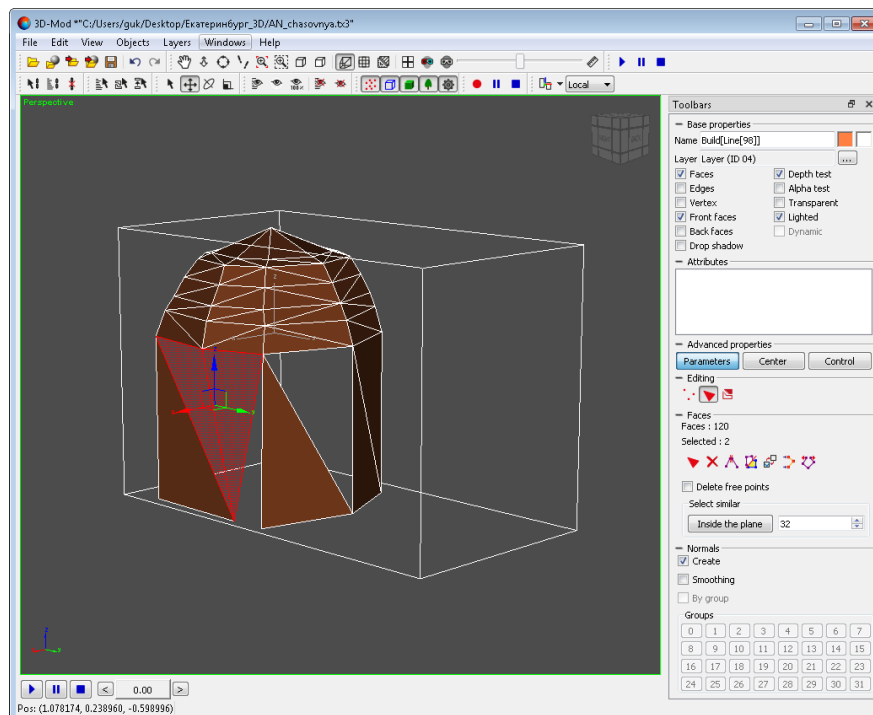 3D-Mod *"C:/Users/guk/Desktop/Екатеринбург_3D/AN_chasovnya.tx3"
File Edit View Objects Layers Windows Help
100%
Local
Perspective
Toolbars
Base properties
Name Build[Line[98]]
Layer Layer (ID 04) ...
Faces Depth test
Edges Alpha test
Vertex Transparent
Front faces Lighted
Back faces Dynamic
Drop shadow
Attributes
Advanced properties
Parameters Center Control
Editing
Faces
Faces : 120
Selected : 2
Delete free points
Select similar
Inside the plane 32
Normals
Create
Smoothing
By group
Groups
0 1 2 3 4 5 6 7
8 9 10 11 12 13 14 15
16 17 18 19 20 21 22 23
24 25 26 27 28 29 30 31
< 0.00 >
Pos: (1.078174, 0.238960, -0.598996)